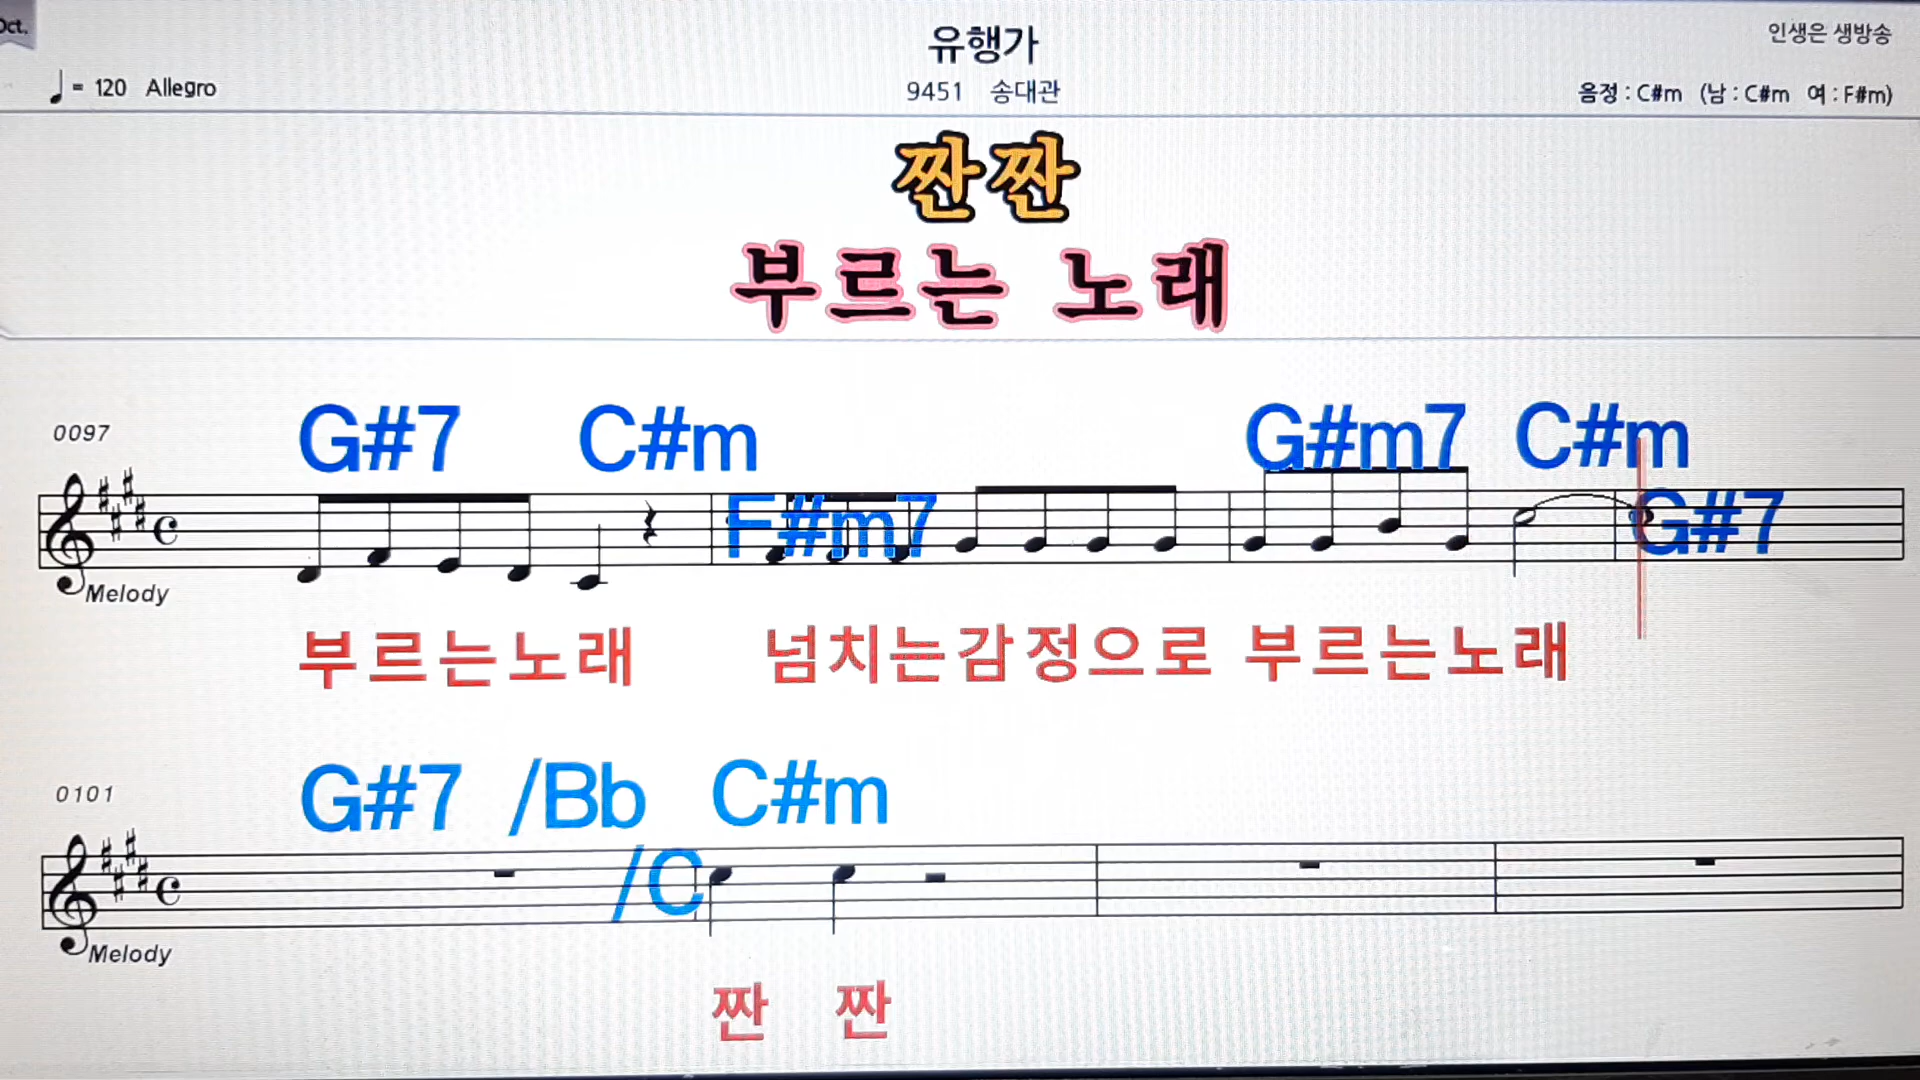 Oct.
유행가
인생은 생방송
= 120 Allegro
9451 송대관
음정 : C#m (남 : C#m 여 : F#m)
짠짠
부르는 노래
G#7 C#m G#m7 C#m
0097
F#m7 G#7
Melody
부르는노래 넘치는감정으로 부르는노래
G#7 /Bb C#m
0101
/C
Melody
짠 짠